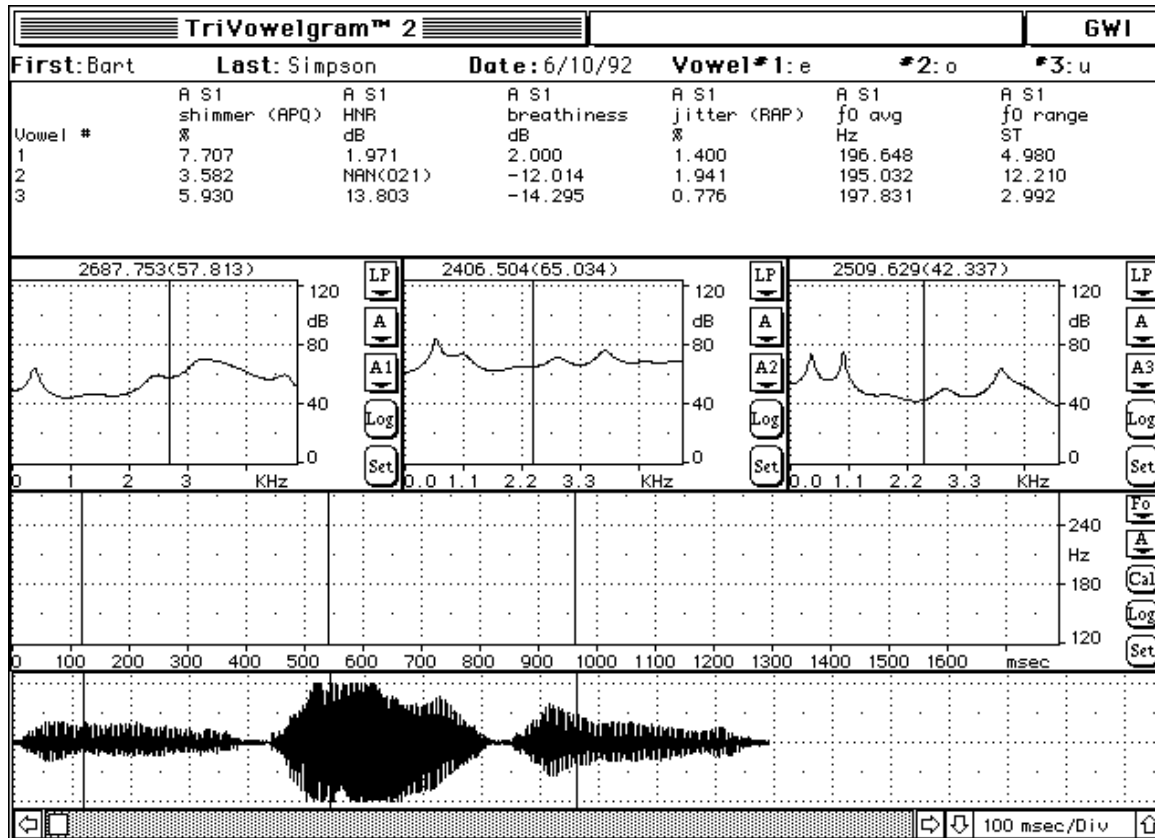 TriVowelgram™ 2 GWI
First: Bart Last: Simpson Date: 6/10/92 Vowel#1: e #2: o #3: u
A S1 A S1 A S1 A S1 A S1 A S1
shimmer (APQ) HNR breathiness jitter (RAP) ƒ0 avg ƒ0 range
Vowel # % dB dB % Hz ST
1 7.707 1.971 2.000 1.400 196.648 4.980
2 3.582 NAN(021) -12.014 1.941 195.032 12.210
3 5.930 13.803 -14.295 0.776 197.831 2.992
2687.753(57.813) LP 2406.504(65.034) LP 2509.629(42.337) LP
120 120 120
dB A dB A dB A
80 80 80
A1 A2 A3
40 Log 40 Log 40 Log
0 Set 0 Set 0 Set
0 1 2 3 KHz 0.0 1.1 2.2 3.3 KHz 0.0 1.1 2.2 3.3 KHz
Fo
240
A
Hz
180 Cal
Log
120
Set
0 100 200 300 400 500 600 700 800 900 1000 1100 1200 1300 1400 1500 1600 msec
100 msec/Div